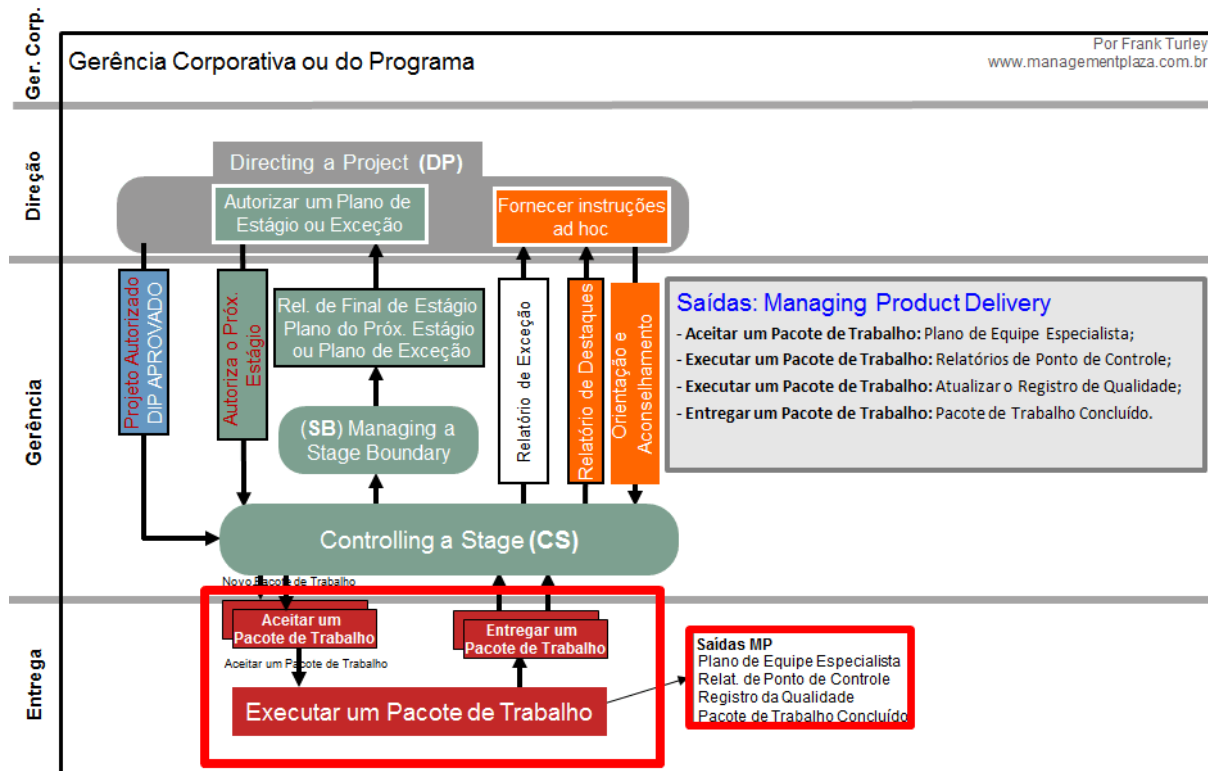 Ger. Corp.
Gerência Corporativa ou do Programa
Por Frank Turley
www.managementplaza.com.br
Direção
Directing a Project (DP)
Autorizar um Plano de
Estágio ou Exceção
Fornecer instruções
ad hoc
Gerência
Projeto Autorizado
DIP APROVADO
Autoriza o Próx.
Estágio
Rel. de Final de Estágio
Plano do Próx. Estágio
ou Plano de Exceção
(SB) Managing a
Stage Boundary
Relatório de Exceção
Relatório de Destaques
Orientação e
Aconselhamento
Saídas: Managing Product Delivery
- Aceitar um Pacote de Trabalho: Plano de Equipe Especialista;
- Executar um Pacote de Trabalho: Relatórios de Ponto de Controle;
- Executar um Pacote de Trabalho: Atualizar o Registro de Qualidade;
- Entregar um Pacote de Trabalho: Pacote de Trabalho Concluído.
Controlling a Stage (CS)
Novo Pacote de Trabalho
Entrega
Aceitar um
Pacote de Trabalho
Entregar um
Pacote de Trabalho
Aceitar um Pacote de Trabalho
Executar um Pacote de Trabalho
Saídas MP
Plano de Equipe Especialista
Relat. de Ponto de Controle
Registro da Qualidade
Pacote de Trabalho Concluído